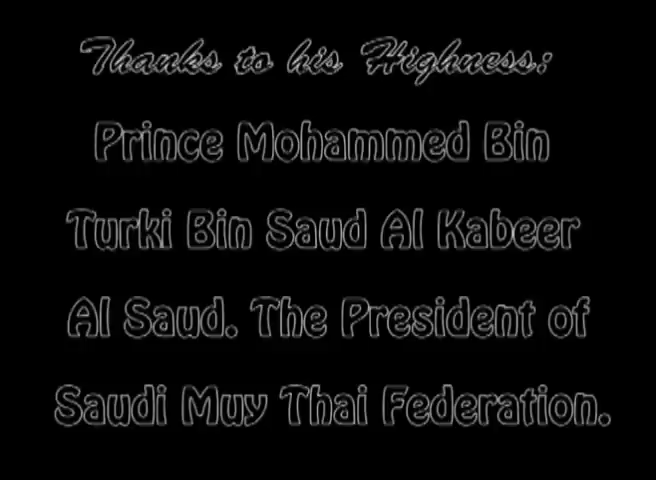 Thanks to his Highness:
Prince Mohammed Bin
Turki Bin Saud Al Kabeer
Al Saud. The President of
Saudi Muy Thai Federation.